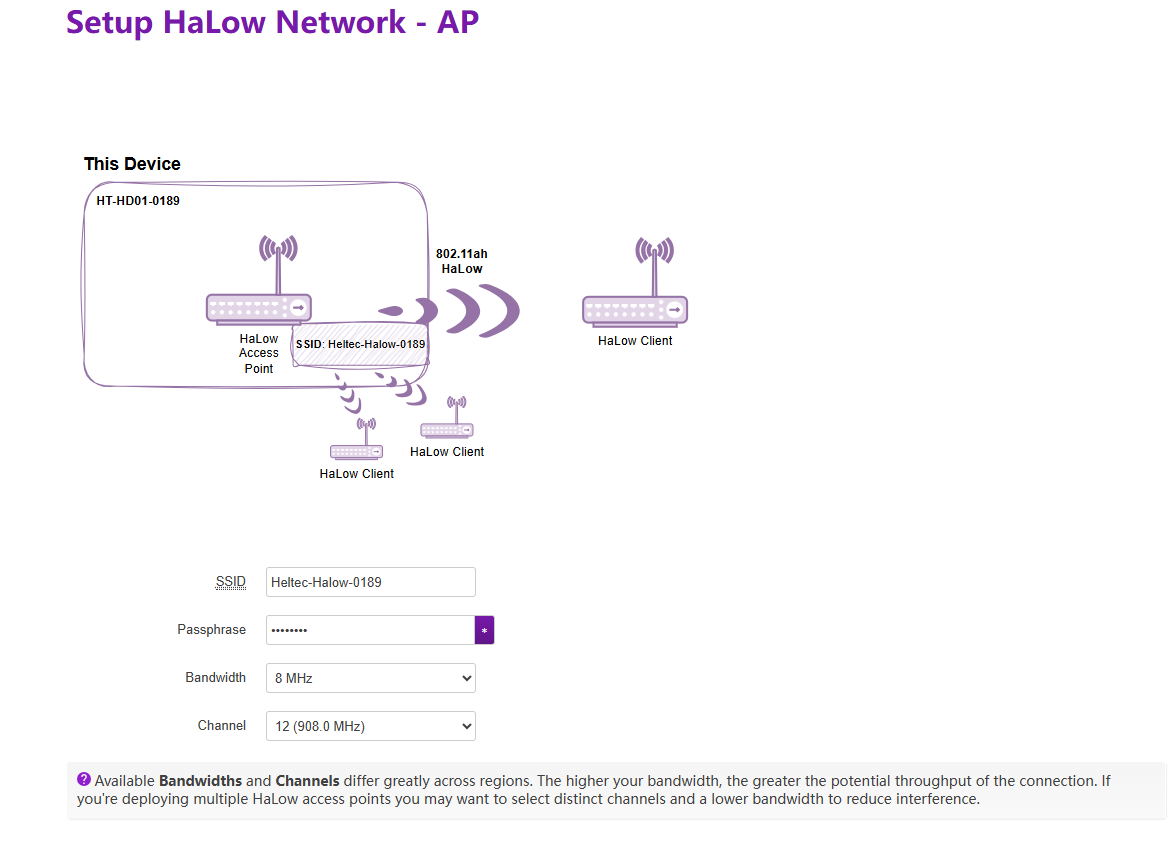 Setup HaLow Network - AP
This Device
HT-HD01-0189
802.11ah
HaLow
HaLow
Access
Point
SSID: Heltec-Halow-0189
HaLow Client
HaLow Client
HaLow Client
SSID
Heltec-Halow-0189
Passphrase
••••••••
*
Bandwidth
8 MHz
Channel
12 (908.0 MHz)
? Available Bandwidths and Channels differ greatly across regions. The higher your bandwidth, the greater the potential throughput of the connection. If
you're deploying multiple HaLow access points you may want to select distinct channels and a lower bandwidth to reduce interference.